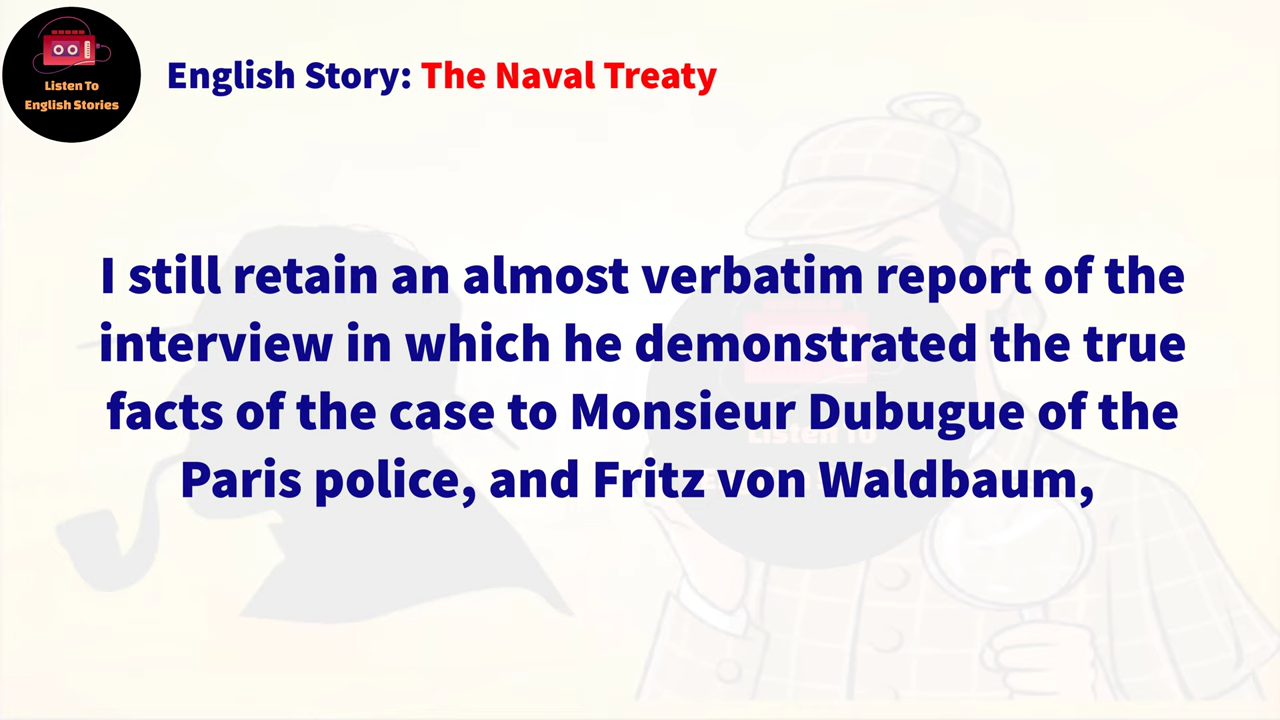 Listen To
English Stories
English Story: The Naval Treaty
I still retain an almost verbatim report of the
interview in which he demonstrated the true
facts of the case to Monsieur Dubugue of the
Paris police, and Fritz von Waldbaum,
Listen To